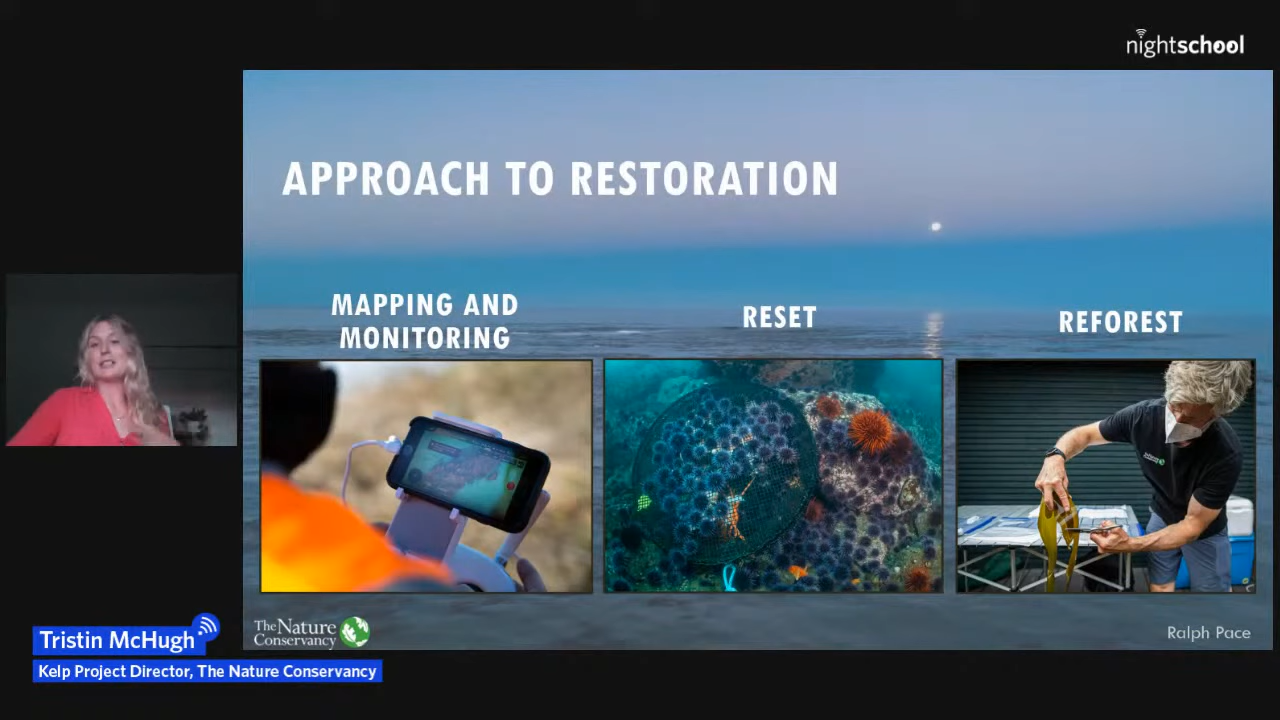 nightschool
APPROACH TO RESTORATION
MAPPING AND
MONITORING
RESET
REFOREST
The Nature
Conservancy
Ralph Pace
Tristin McHugh
Kelp Project Director, The Nature Conservancy